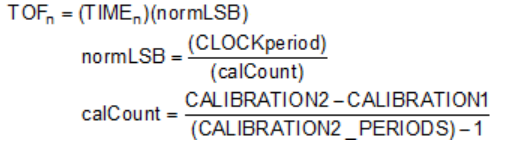 TOFn = (TIMEn)(normLSB)
normLSB = (CLOCKperiod)
(calCount)
calCount = CALIBRATION2 – CALIBRATION1
(CALIBRATION2_PERIODS) – 1